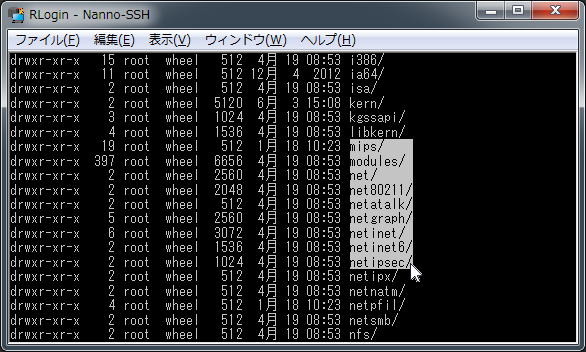 RLogin - Nanno-SSH
ファイル(F) 編集(E) 表示(V) ウィンドウ(W) ヘルプ(H)
drwxr-xr-x 15 root wheel 512 4月 19 08:53 i386/
drwxr-xr-x 11 root wheel 512 12月 4 2012 ia64/
drwxr-xr-x 2 root wheel 512 4月 19 08:53 isa/
drwxr-xr-x 2 root wheel 5120 6月 3 15:08 kern/
drwxr-xr-x 3 root wheel 1024 4月 19 08:53 kgssapi/
drwxr-xr-x 4 root wheel 1536 4月 19 08:53 libkern/
drwxr-xr-x 19 root wheel 512 1月 18 10:23 mips/
drwxr-xr-x 397 root wheel 6656 4月 19 08:53 modules/
drwxr-xr-x 2 root wheel 2560 4月 19 08:53 net/
drwxr-xr-x 2 root wheel 2048 4月 19 08:53 net80211/
drwxr-xr-x 2 root wheel 512 4月 19 08:53 netatalk/
drwxr-xr-x 5 root wheel 2560 4月 19 08:53 netgraph/
drwxr-xr-x 6 root wheel 3072 4月 19 08:53 netinet/
drwxr-xr-x 2 root wheel 1536 4月 19 08:53 netinet6/
drwxr-xr-x 2 root wheel 1024 4月 19 08:53 netipsec/
drwxr-xr-x 2 root wheel 512 4月 19 08:53 netipx/
drwxr-xr-x 2 root wheel 512 4月 19 08:53 netnatm/
drwxr-xr-x 4 root wheel 512 1月 18 10:23 netpfil/
drwxr-xr-x 2 root wheel 512 4月 19 08:53 netsmb/
drwxr-xr-x 2 root wheel 512 4月 19 08:53 nfs/